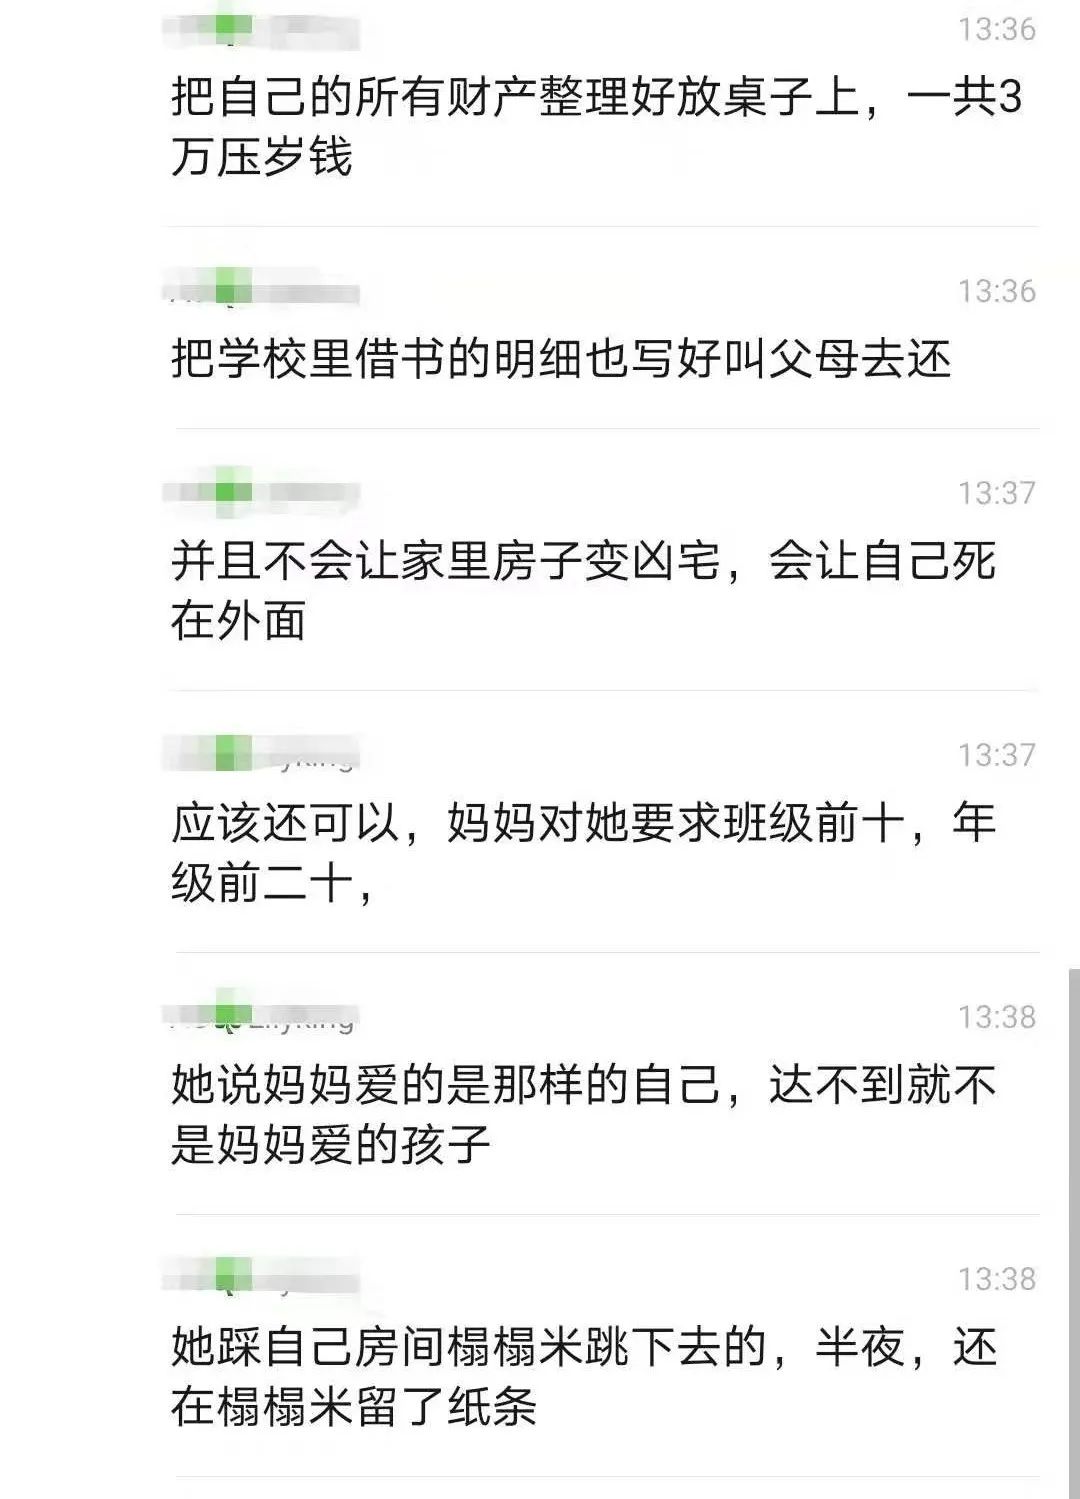 13:36
把自己的所有财产整理好放桌子上，一共3
万压岁钱
13:36
把学校里借书的明细也写好叫父母去还
13:37
并且不会让家里房子变凶宅，会让自己死
在外面
13:37
应该还可以，妈妈对她要求班级前十，年
级前二十，
13:38
她说妈妈爱的是那样的自己，达不到就不
是妈妈爱的孩子
13:38
她踩自己房间榻榻米跳下去的，半夜，还
在榻榻米留了纸条